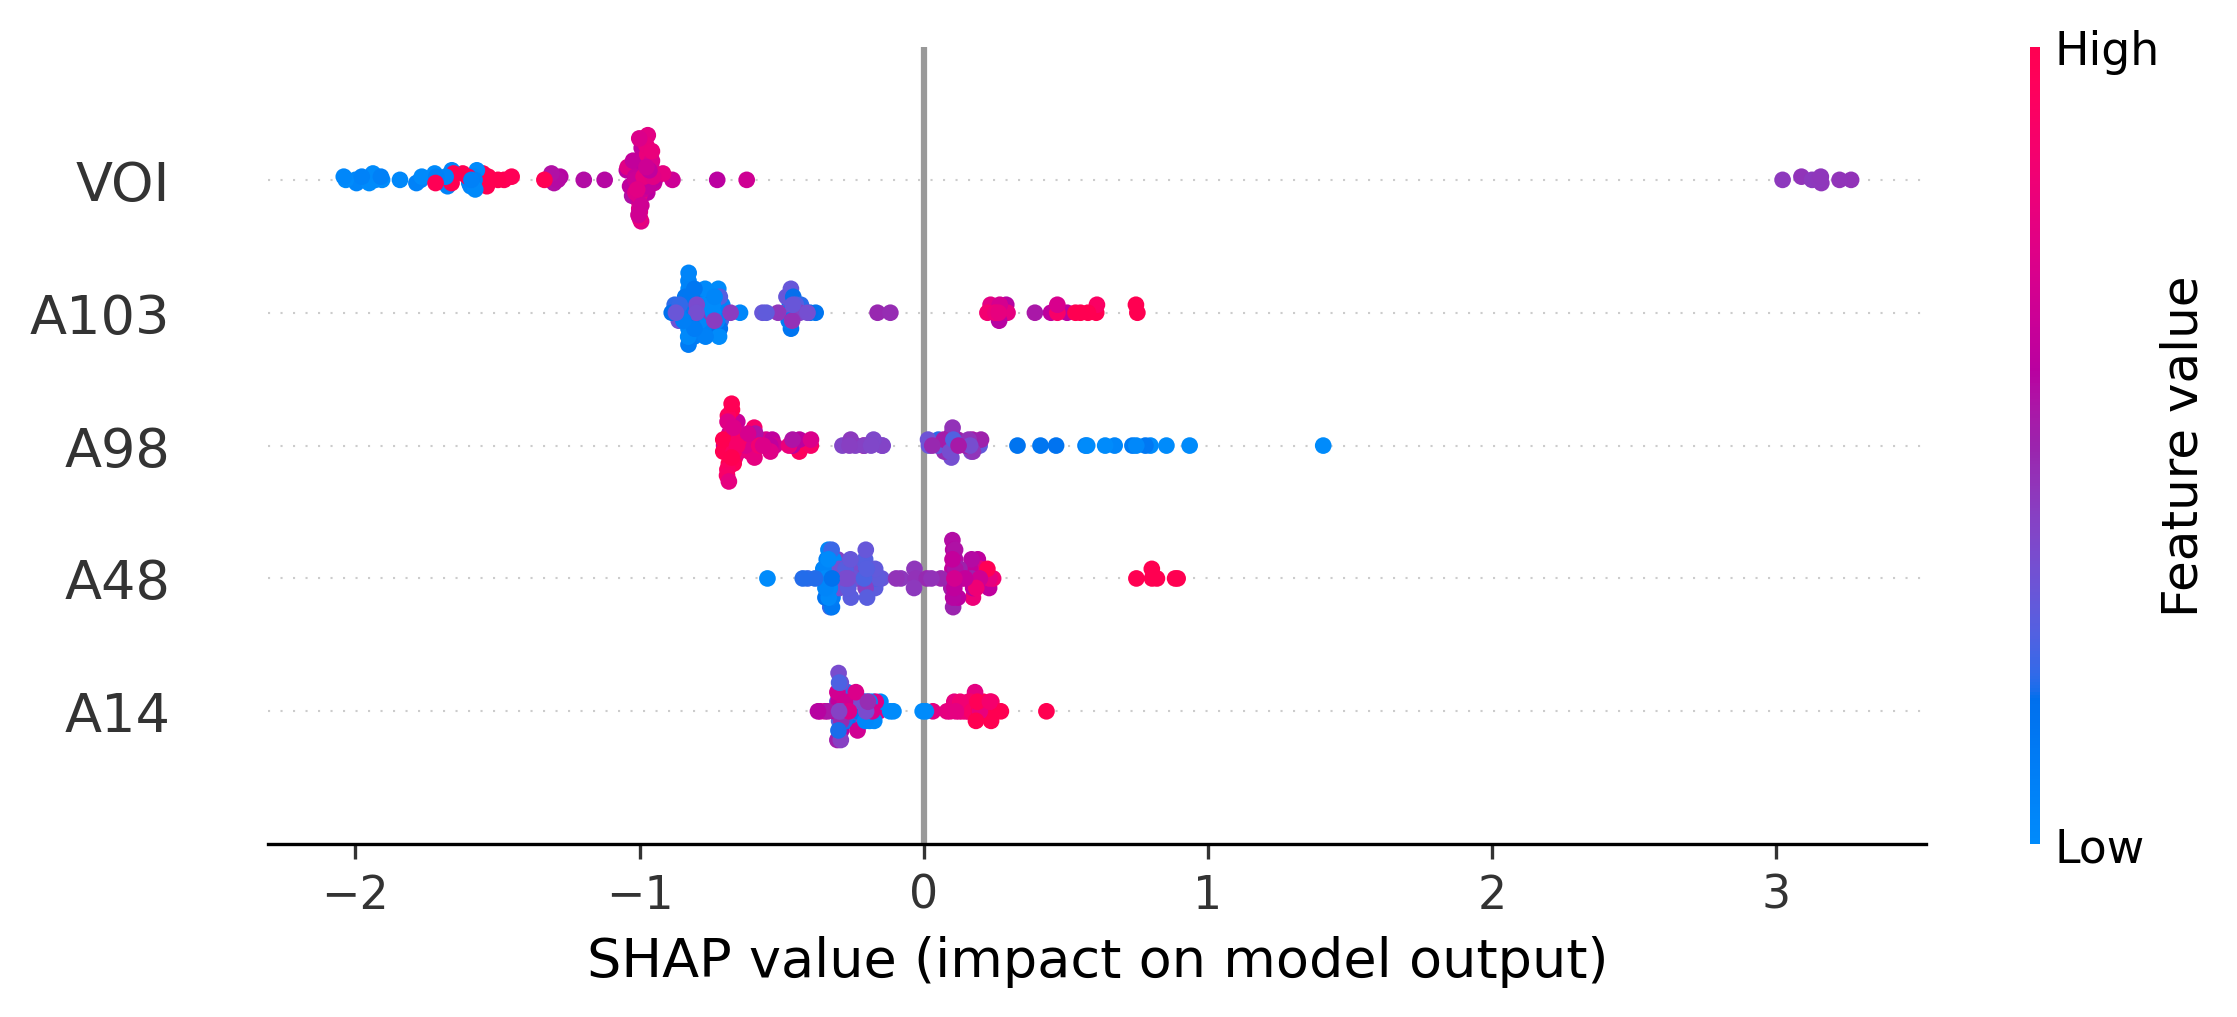 High
VOI
A103
A98
A48
A14
Feature value
Low
−2
−1
0
1
2
3
SHAP value (impact on model output)